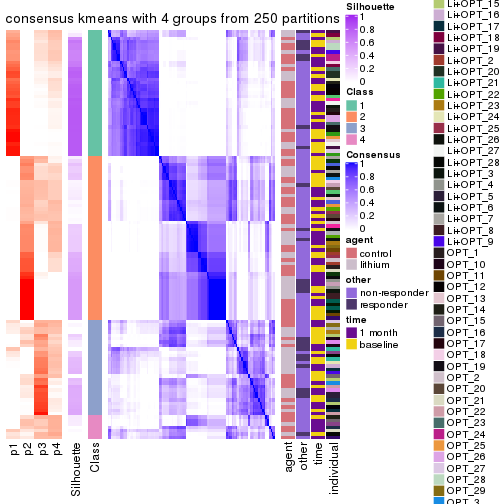 consensus kmeans with 4 groups from 250 partitions
p1
p2
p3
p4
Silhouette
Class
agent
other
time
individual
Silhouette
1
0.8
0.6
0.4
0.2
0
Class
1
2
3
4
Consensus
1
0.8
0.6
0.4
0.2
0
agent
control
lithium
other
non-responder
responder
time
1 month
baseline
Li+OPT_15
Li+OPT_16
Li+OPT_17
Li+OPT_18
Li+OPT_19
Li+OPT_2
Li+OPT_20
Li+OPT_21
Li+OPT_22
Li+OPT_23
Li+OPT_24
Li+OPT_25
Li+OPT_26
Li+OPT_27
Li+OPT_28
Li+OPT_3
Li+OPT_4
Li+OPT_5
Li+OPT_6
Li+OPT_7
Li+OPT_8
Li+OPT_9
OPT_1
OPT_10
OPT_11
OPT_12
OPT_13
OPT_14
OPT_15
OPT_16
OPT_17
OPT_18
OPT_19
OPT_2
OPT_20
OPT_21
OPT_22
OPT_23
OPT_24
OPT_25
OPT_26
OPT_27
OPT_28
OPT_29
OPT_3